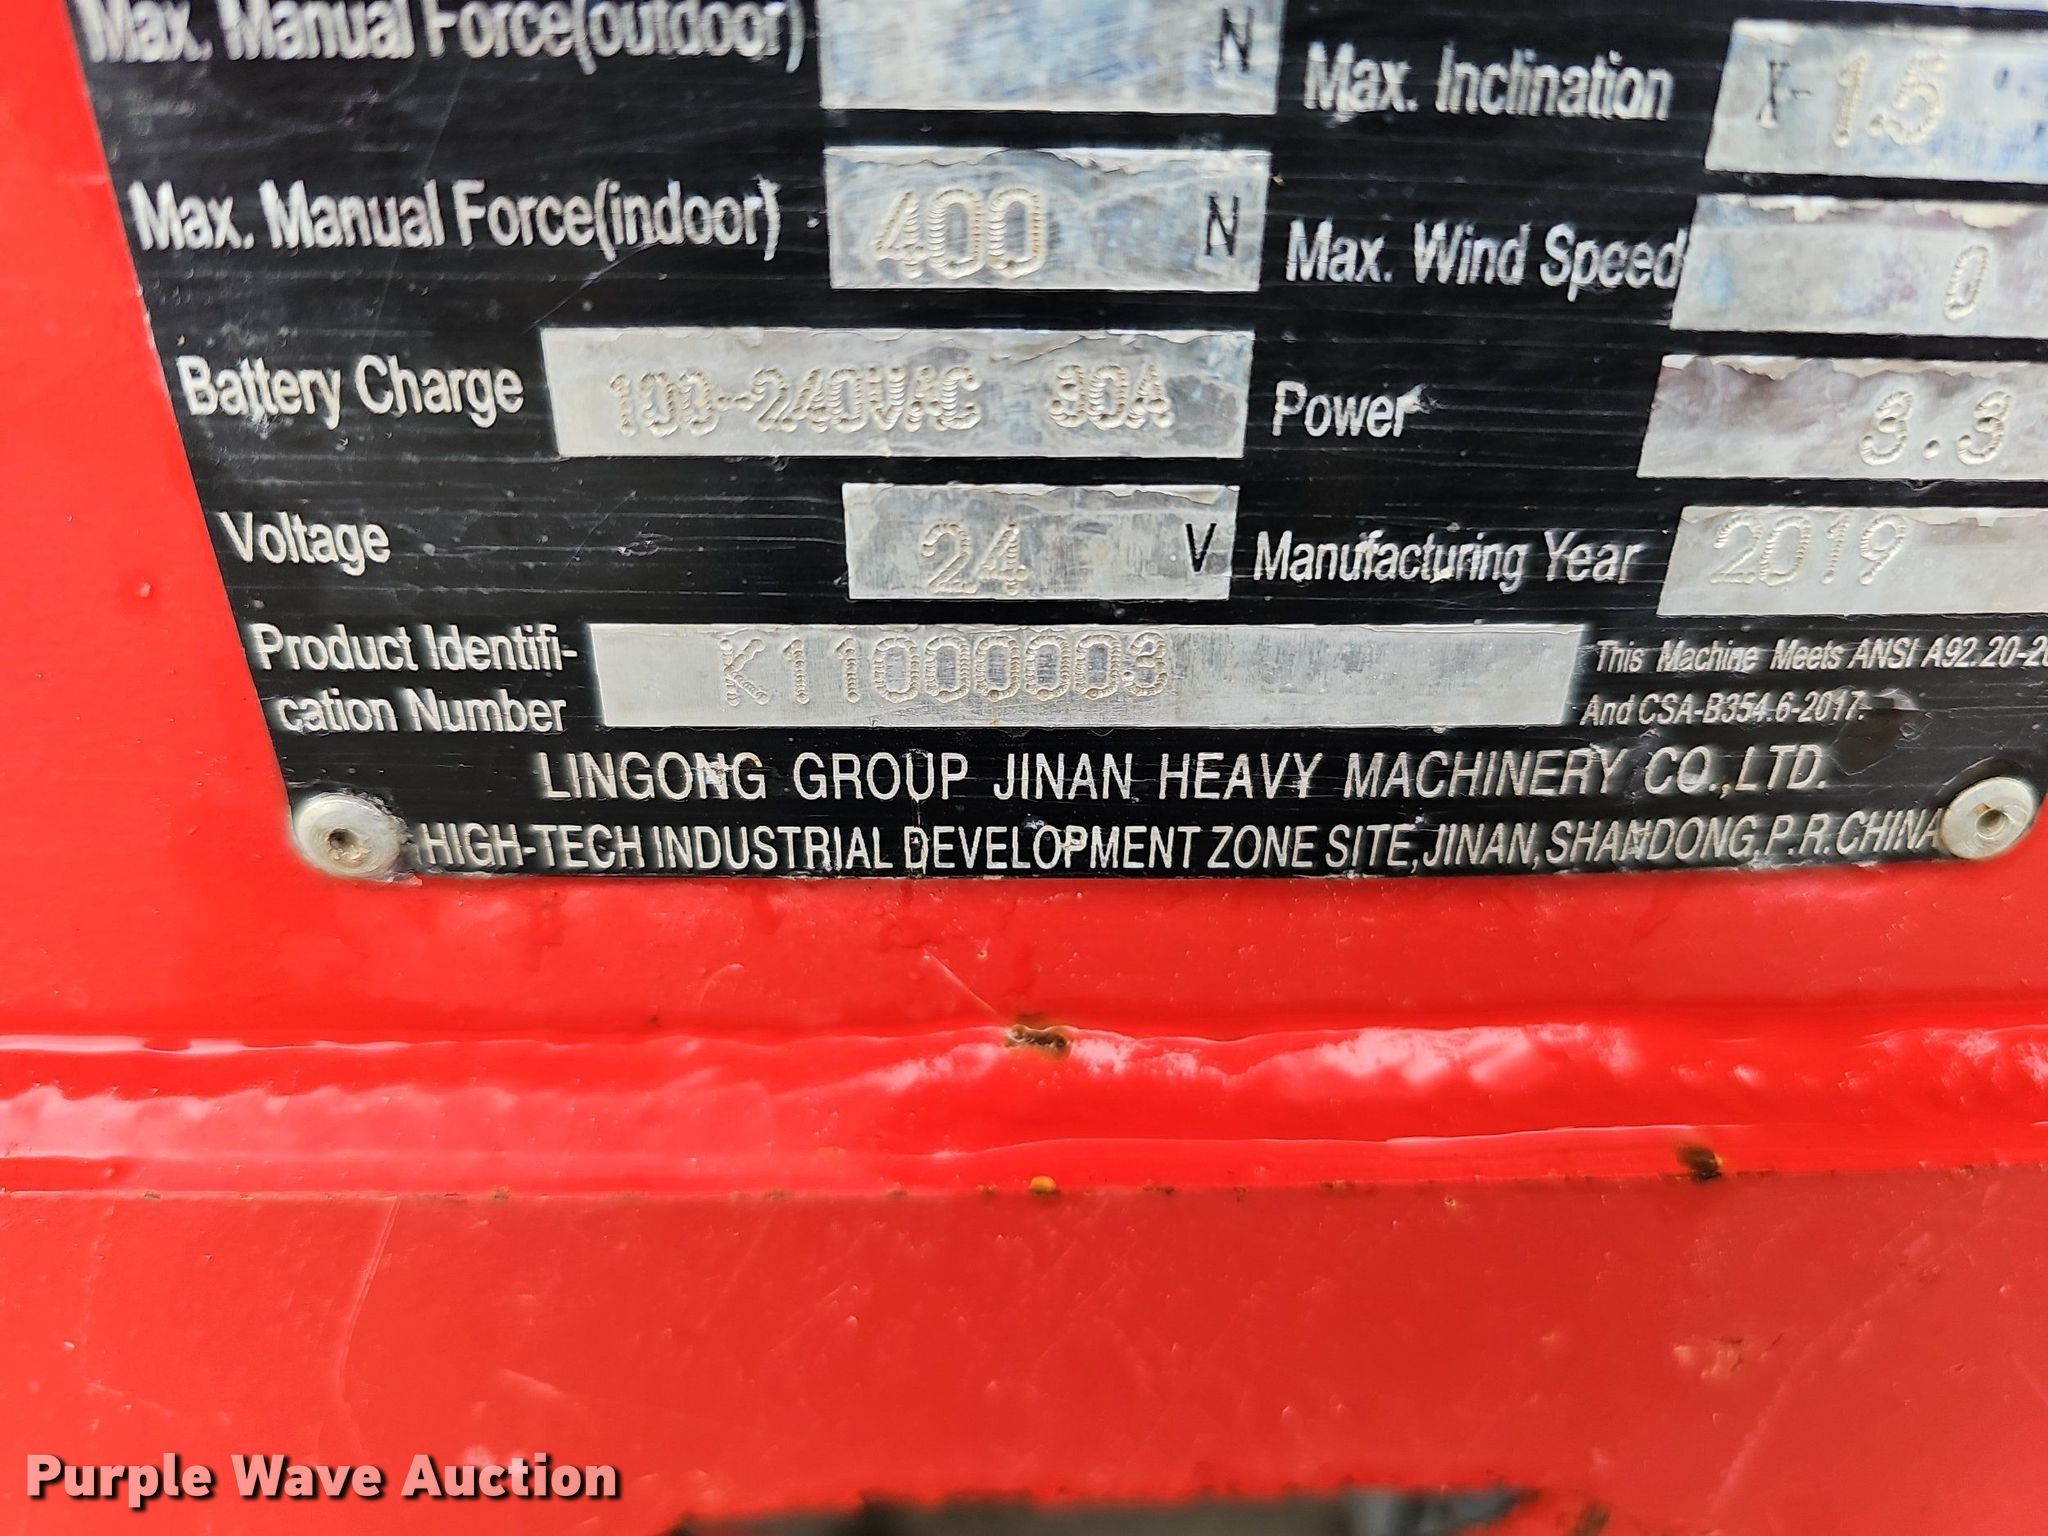 Max. Manual Force(outdoor) N
Max. Inclination X- 1.5 °
Max. Manual Force(indoor) 400 N
Max. Wind Speed 0
Battery Charge 100-240VAC 30A
Power 3.3
Voltage 24 V
Manufacturing Year 2019
Product Identifi-
cation Number K11000003
This Machine Meets ANSI A92.20-20
And CSA-B354.6-2017.
LINGONG GROUP JINAN HEAVY MACHINERY CO.,LTD.
HIGH-TECH INDUSTRIAL DEVELOPMENT ZONE SITE, JINAN, SHANDONG, P.R.CHINA
Purple Wave Auction